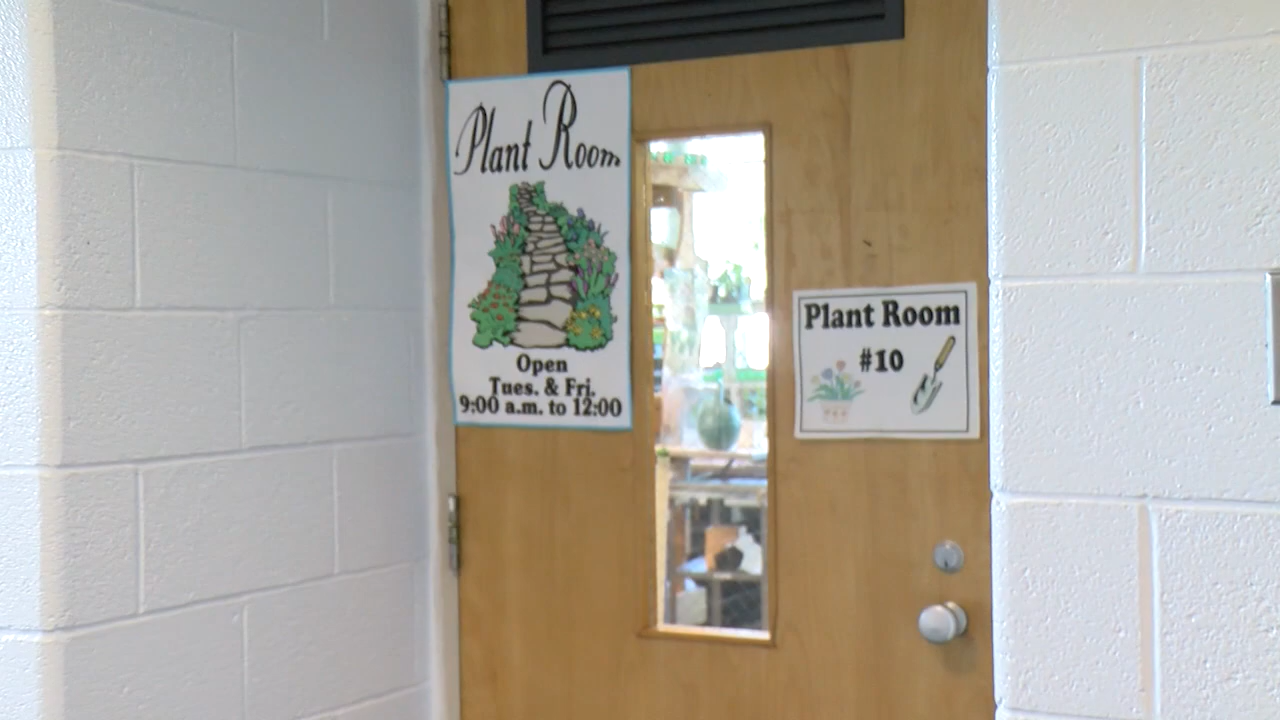 Plant Room
Open
Tues. & Fri.
9:00 a.m. to 12:00
Plant Room
#10